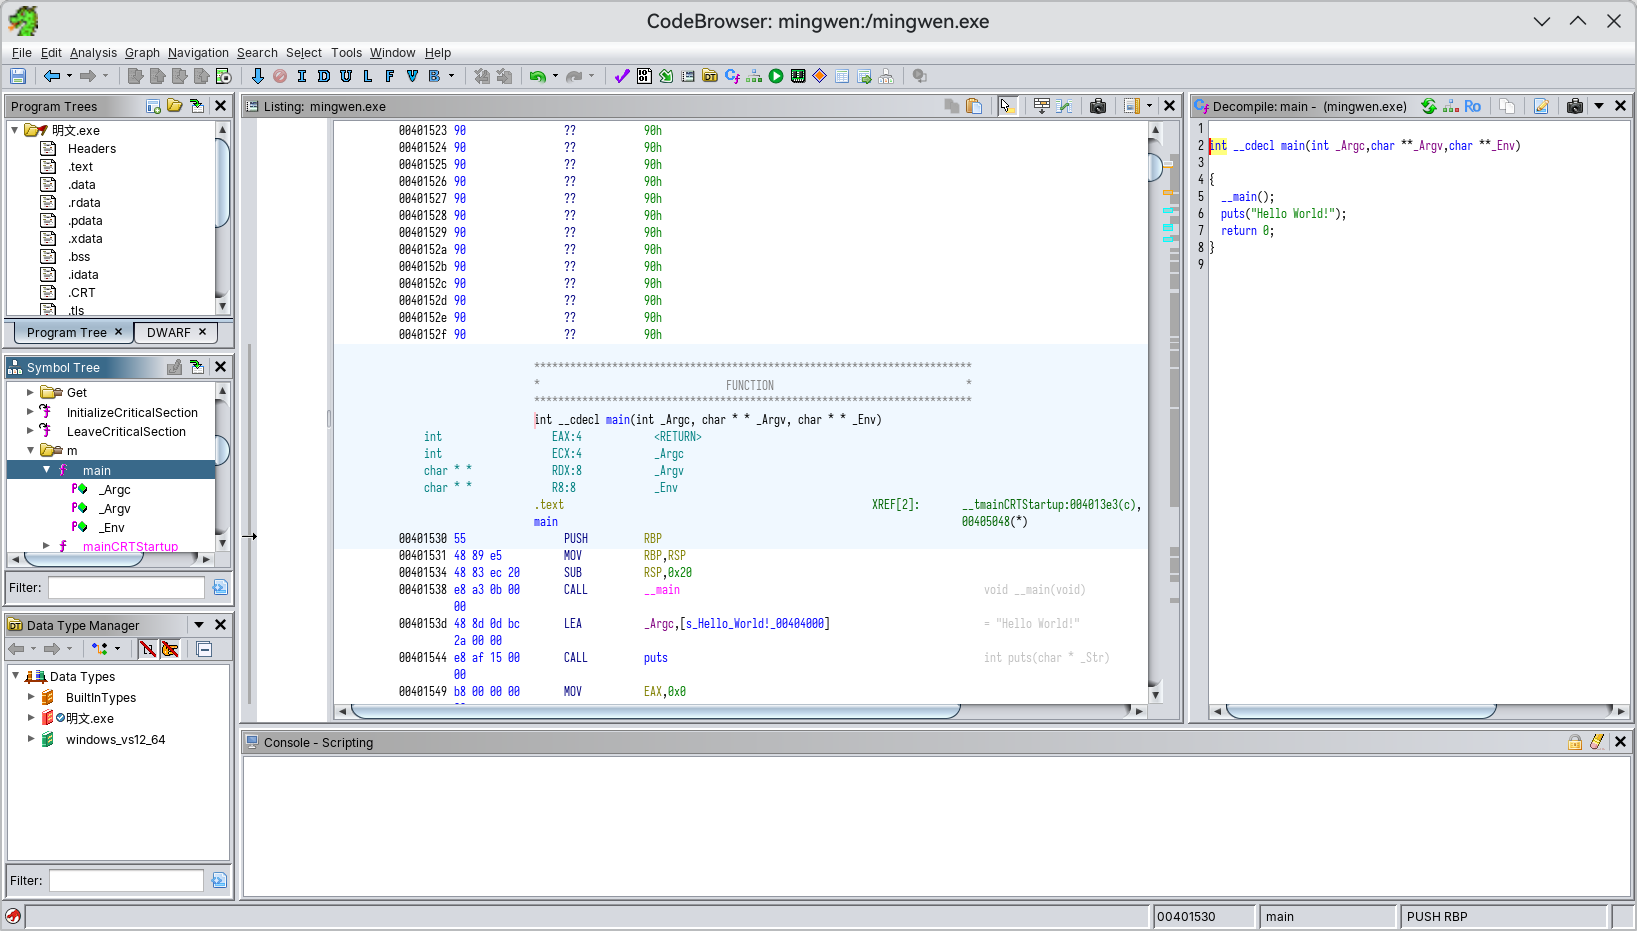 CodeBrowser: mingwen:/mingwen.exe
File Edit Analysis Graph Navigation Search Select Tools Window Help
I D U L F V B
Program Trees
明文.exe
Headers
.text
.data
.rdata
.pdata
.xdata
.bss
.idata
.CRT
.tls
Program Tree × DWARF ×
Symbol Tree
Get
InitializeCriticalSection
LeaveCriticalSection
m
main
_Argc
_Argv
_Env
mainCRTStartup
Filter:
Data Type Manager
Data Types
BuiltInTypes
明文.exe
windows_vs12_64
Filter:
Listing: mingwen.exe
00401523 90 ?? 90h
00401524 90 ?? 90h
00401525 90 ?? 90h
00401526 90 ?? 90h
00401527 90 ?? 90h
00401528 90 ?? 90h
00401529 90 ?? 90h
0040152a 90 ?? 90h
0040152b 90 ?? 90h
0040152c 90 ?? 90h
0040152d 90 ?? 90h
0040152e 90 ?? 90h
0040152f 90 ?? 90h
*************************************************************************
* FUNCTION *
*************************************************************************
int __cdecl main(int _Argc, char * * _Argv, char * * _Env)
int EAX:4 <RETURN>
int ECX:4 _Argc
char * * RDX:8 _Argv
char * * R8:8 _Env
.text XREF[2]: __tmainCRTStartup:004013e3(c),
main 00405048(*)
00401530 55 PUSH RBP
00401531 48 89 e5 MOV RBP,RSP
00401534 48 83 ec 20 SUB RSP,0x20
00401538 e8 a3 0b 00 CALL __main void __main(void)
00
0040153d 48 8d 0d bc LEA _Argc,[s_Hello_World!_00404000] = "Hello World!"
2a 00 00
00401544 e8 af 15 00 CALL puts int puts(char * _Str)
00
00401549 b8 00 00 00 MOV EAX,0x0
Decompile: main - (mingwen.exe)
Ro
1
2 int __cdecl main(int _Argc,char **_Argv,char **_Env)
3
4 {
5 __main();
6 puts("Hello World!");
7 return 0;
8 }
9
Console - Scripting
00401530 main PUSH RBP